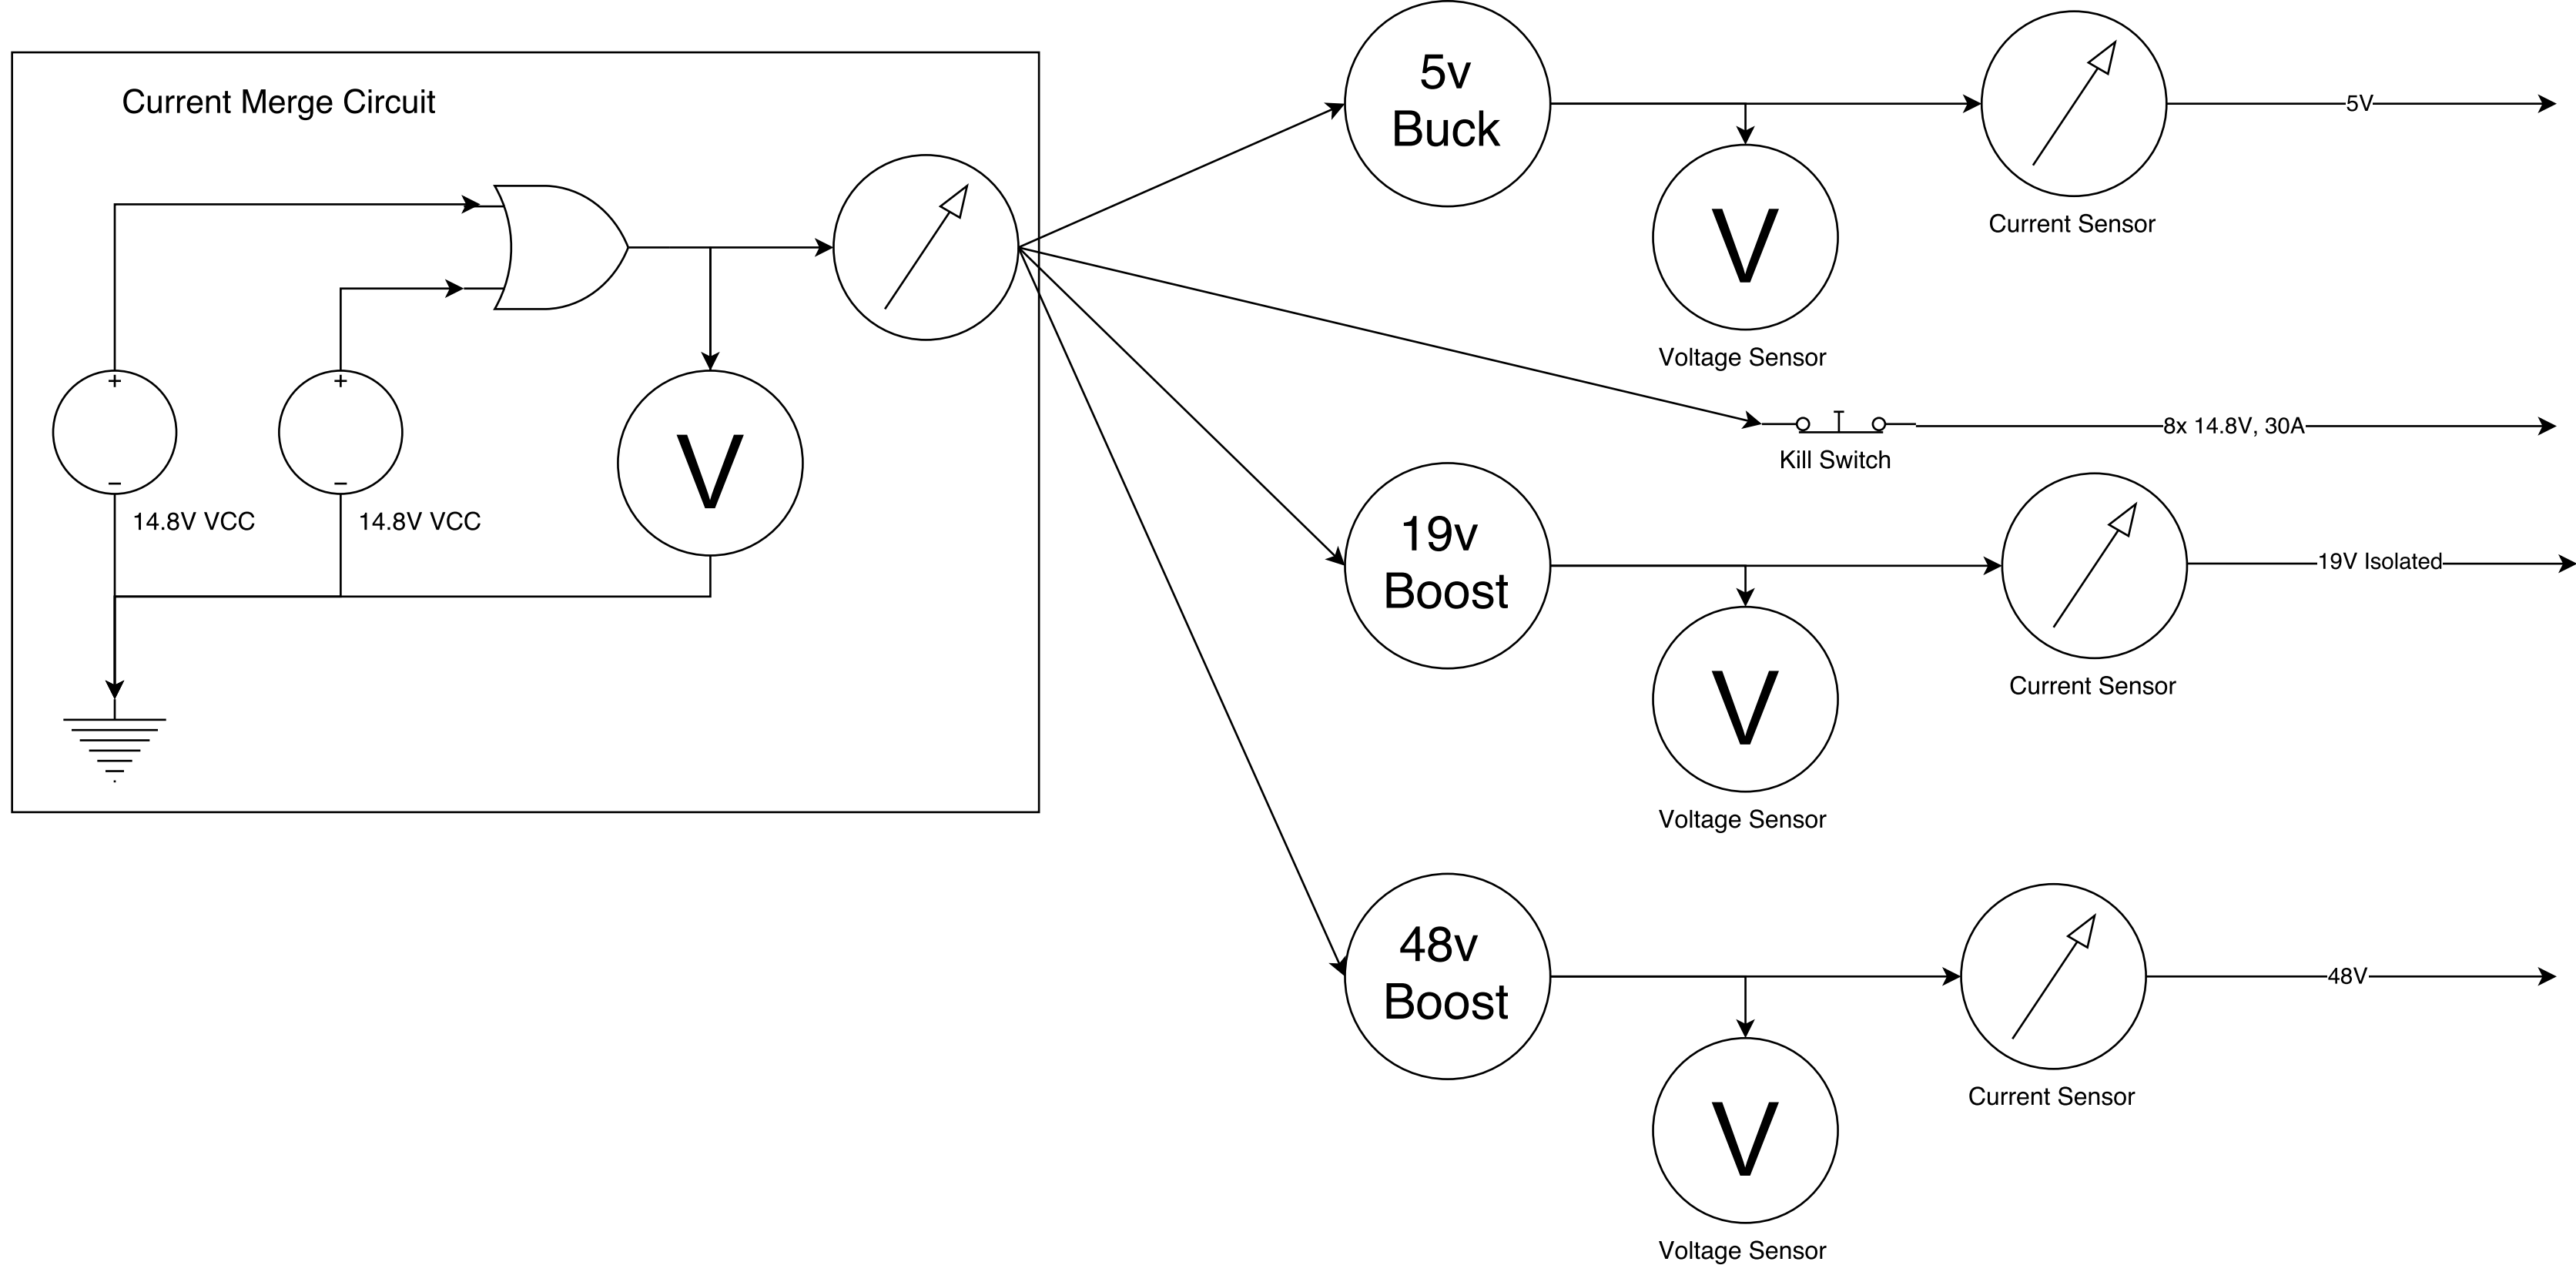 Current Merge Circuit
+
−
14.8V VCC
+
−
14.8V VCC
V
5v
Buck
V
Voltage Sensor
Current Sensor
5V
Kill Switch
8x 14.8V, 30A
19v
Boost
V
Voltage Sensor
Current Sensor
19V Isolated
48v
Boost
V
Voltage Sensor
Current Sensor
48V